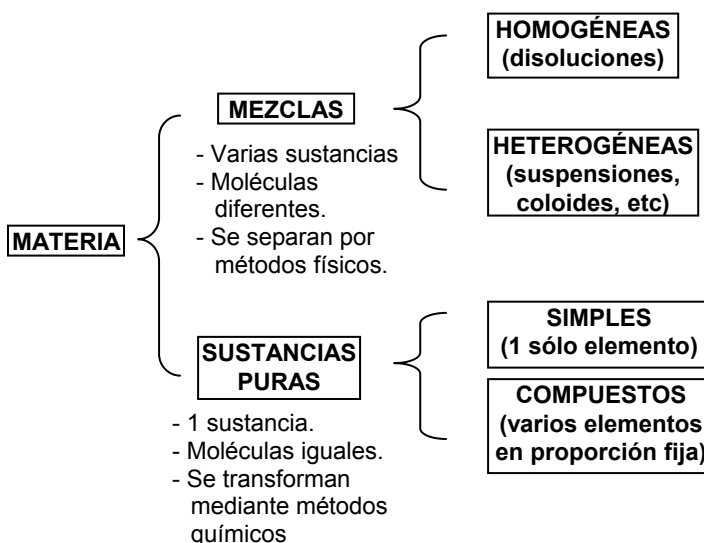 MATERIA
MEZCLAS
- Varias sustancias
- Moléculas
diferentes.
- Se separan por
métodos físicos.
HOMOGÉNEAS
(disoluciones)
HETEROGÉNEAS
(suspensiones,
coloides, etc)
SUSTANCIAS
PURAS
- 1 sustancia.
- Moléculas iguales.
- Se transforman
mediante métodos
químicos
SIMPLES
(1 sólo elemento)
COMPUESTOS
(varios elementos
en proporción fija)